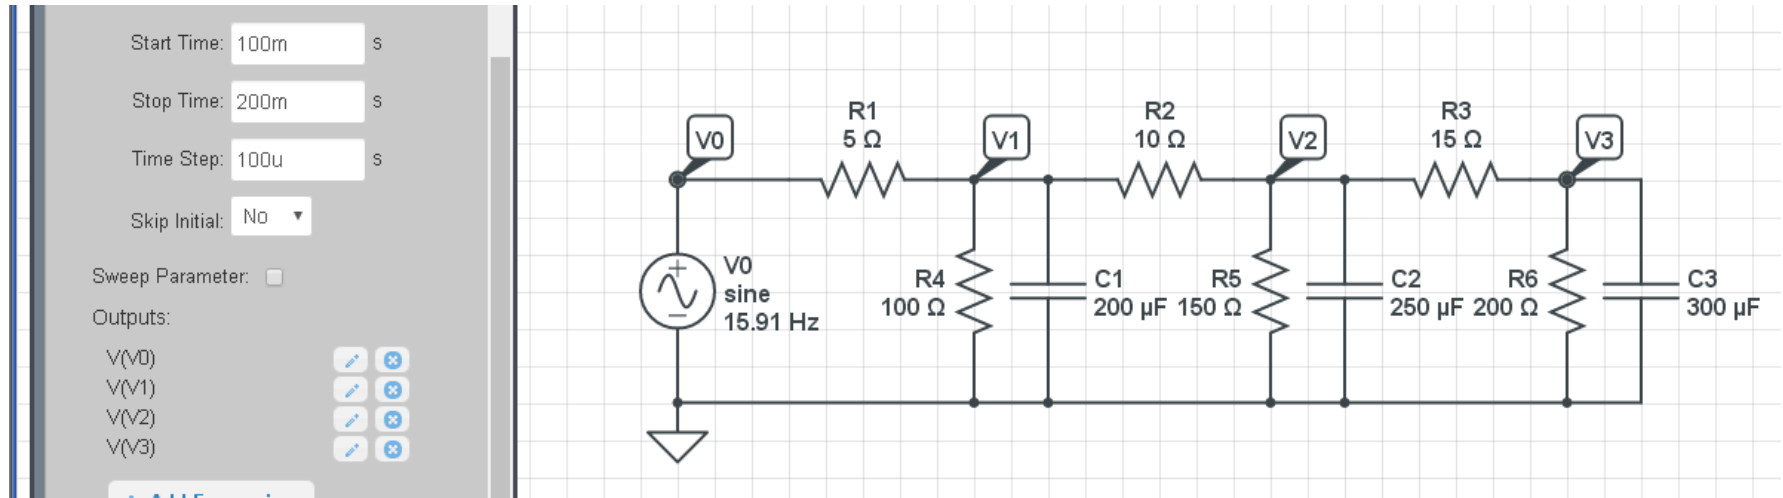 Start Time: 100m s
Stop Time: 200m s
Time Step: 100u s
Skip Initial: No
Sweep Parameter:
Outputs:
V(V0)
V(V1)
V(V2)
V(V3)
R1
5 Ω
R2
10 Ω
R3
15 Ω
V0
V1
V2
V3
V0
sine
15.91 Hz
R4
100 Ω
C1
200 µF
R5
150 Ω
C2
250 µF
R6
200 Ω
C3
300 µF